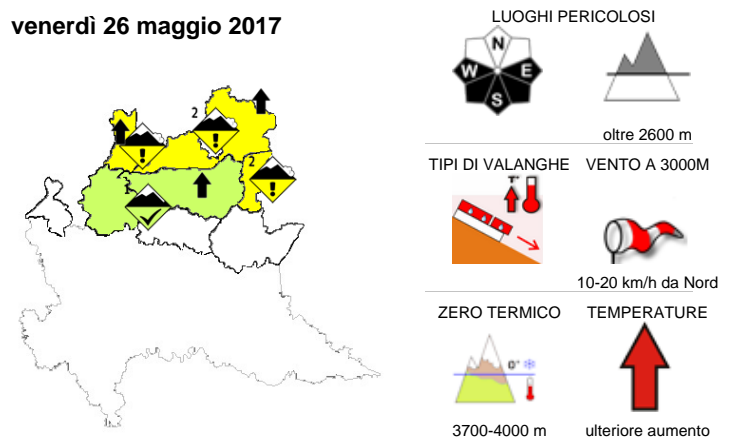 venerdì 26 maggio 2017
2
2
1
LUOGHI PERICOLOSI
N
W E
S
oltre 2600 m
TIPI DI VALANGHE VENTO A 3000M
T°
10-20 km/h da Nord
ZERO TERMICO TEMPERATURE
0°
3700-4000 m ulteriore aumento